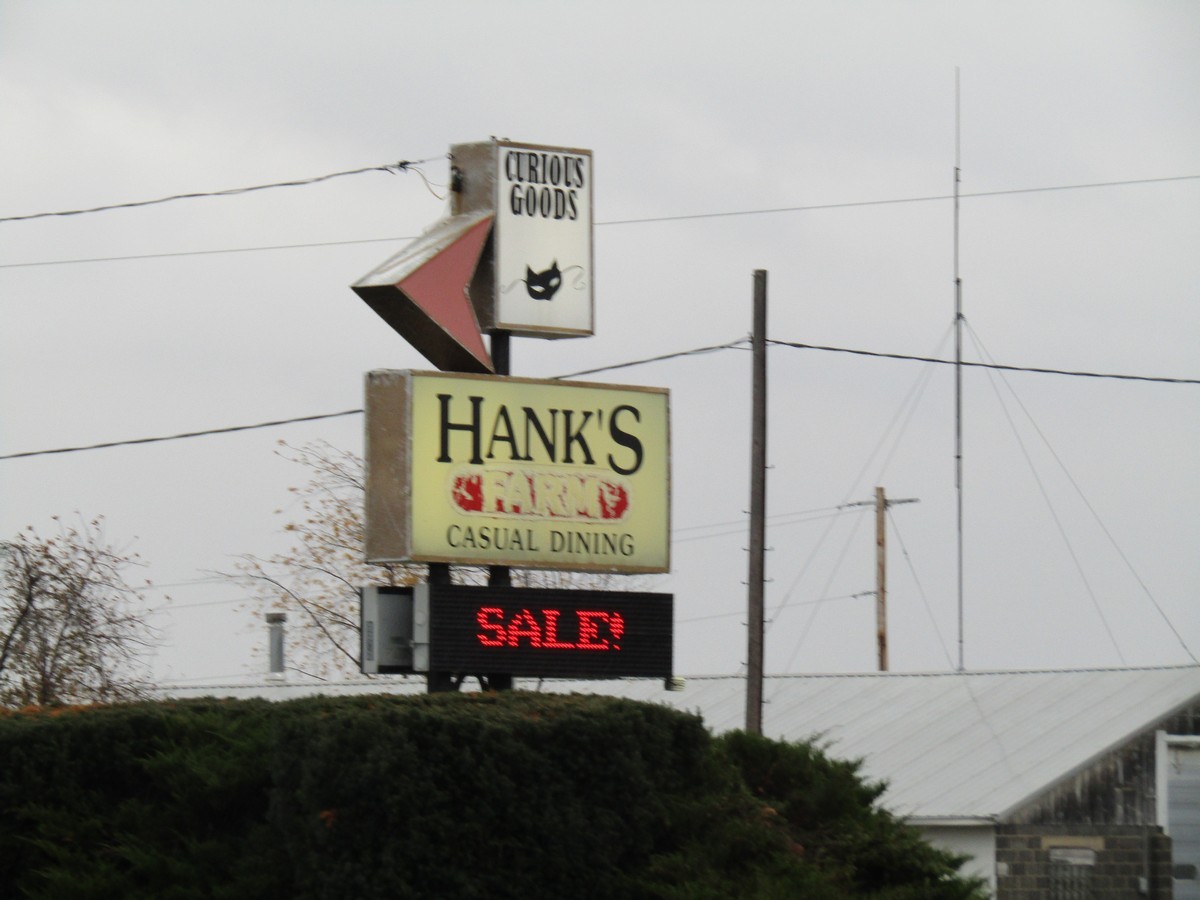 CURIOUS
GOODS
HANK'S
FARM
CASUAL DINING
SALE!